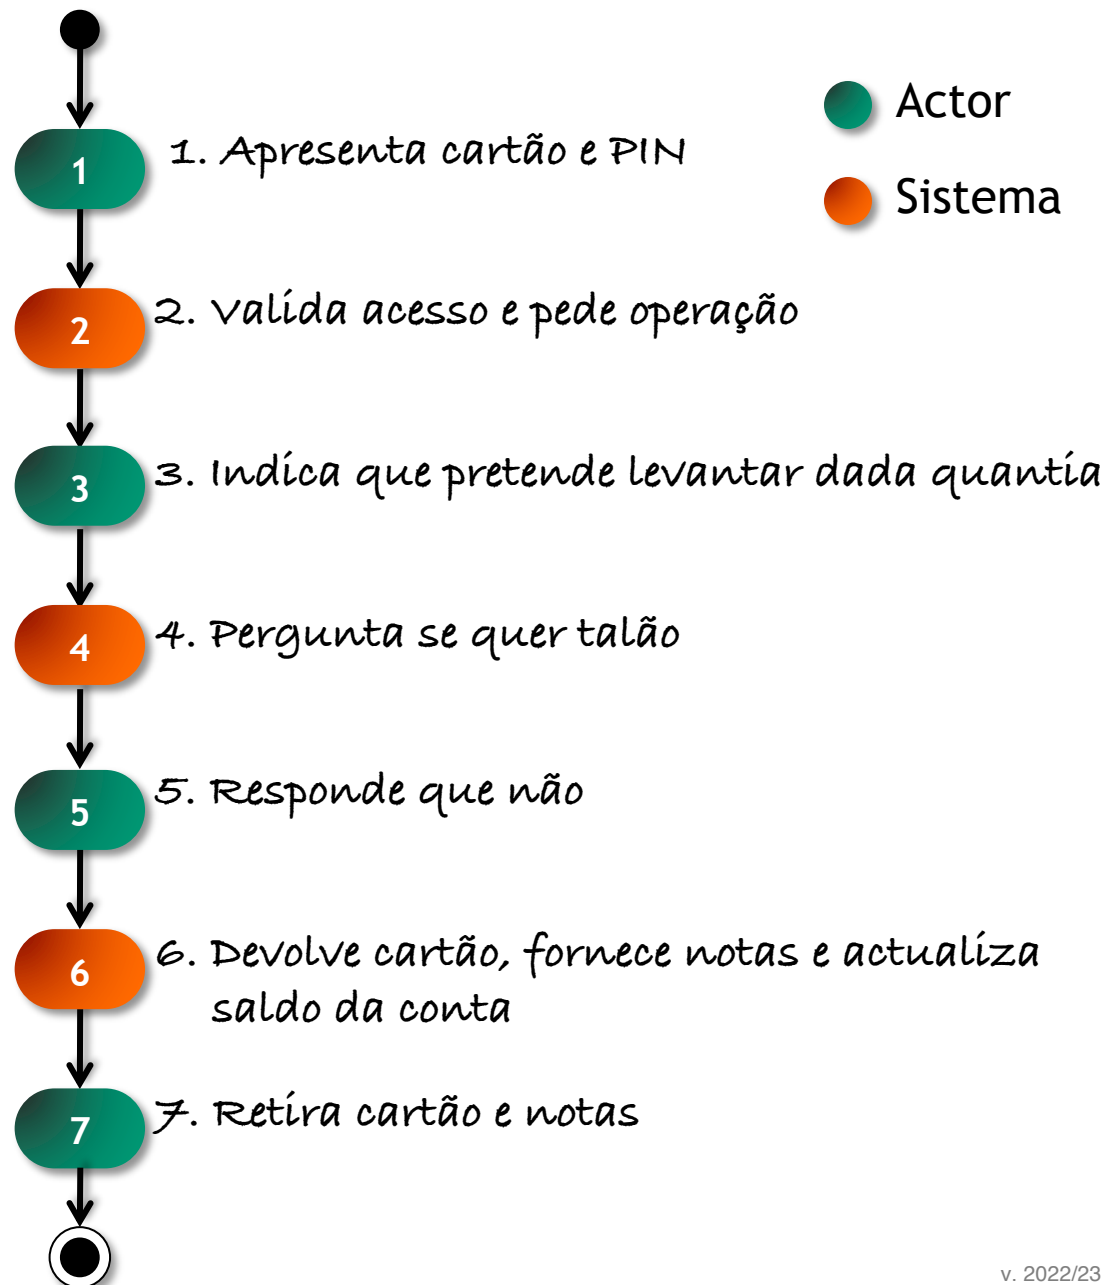 Actor
Sistema
1
1. Apresenta cartão e PIN
2
2. Valida acesso e pede operação
3
3. Indica que pretende levantar dada quantia
4
4. Pergunta se quer talão
5
5. Responde que não
6
6. Devolve cartão, fornece notas e actualiza
saldo da conta
7
7. Retira cartão e notas
v. 2022/23